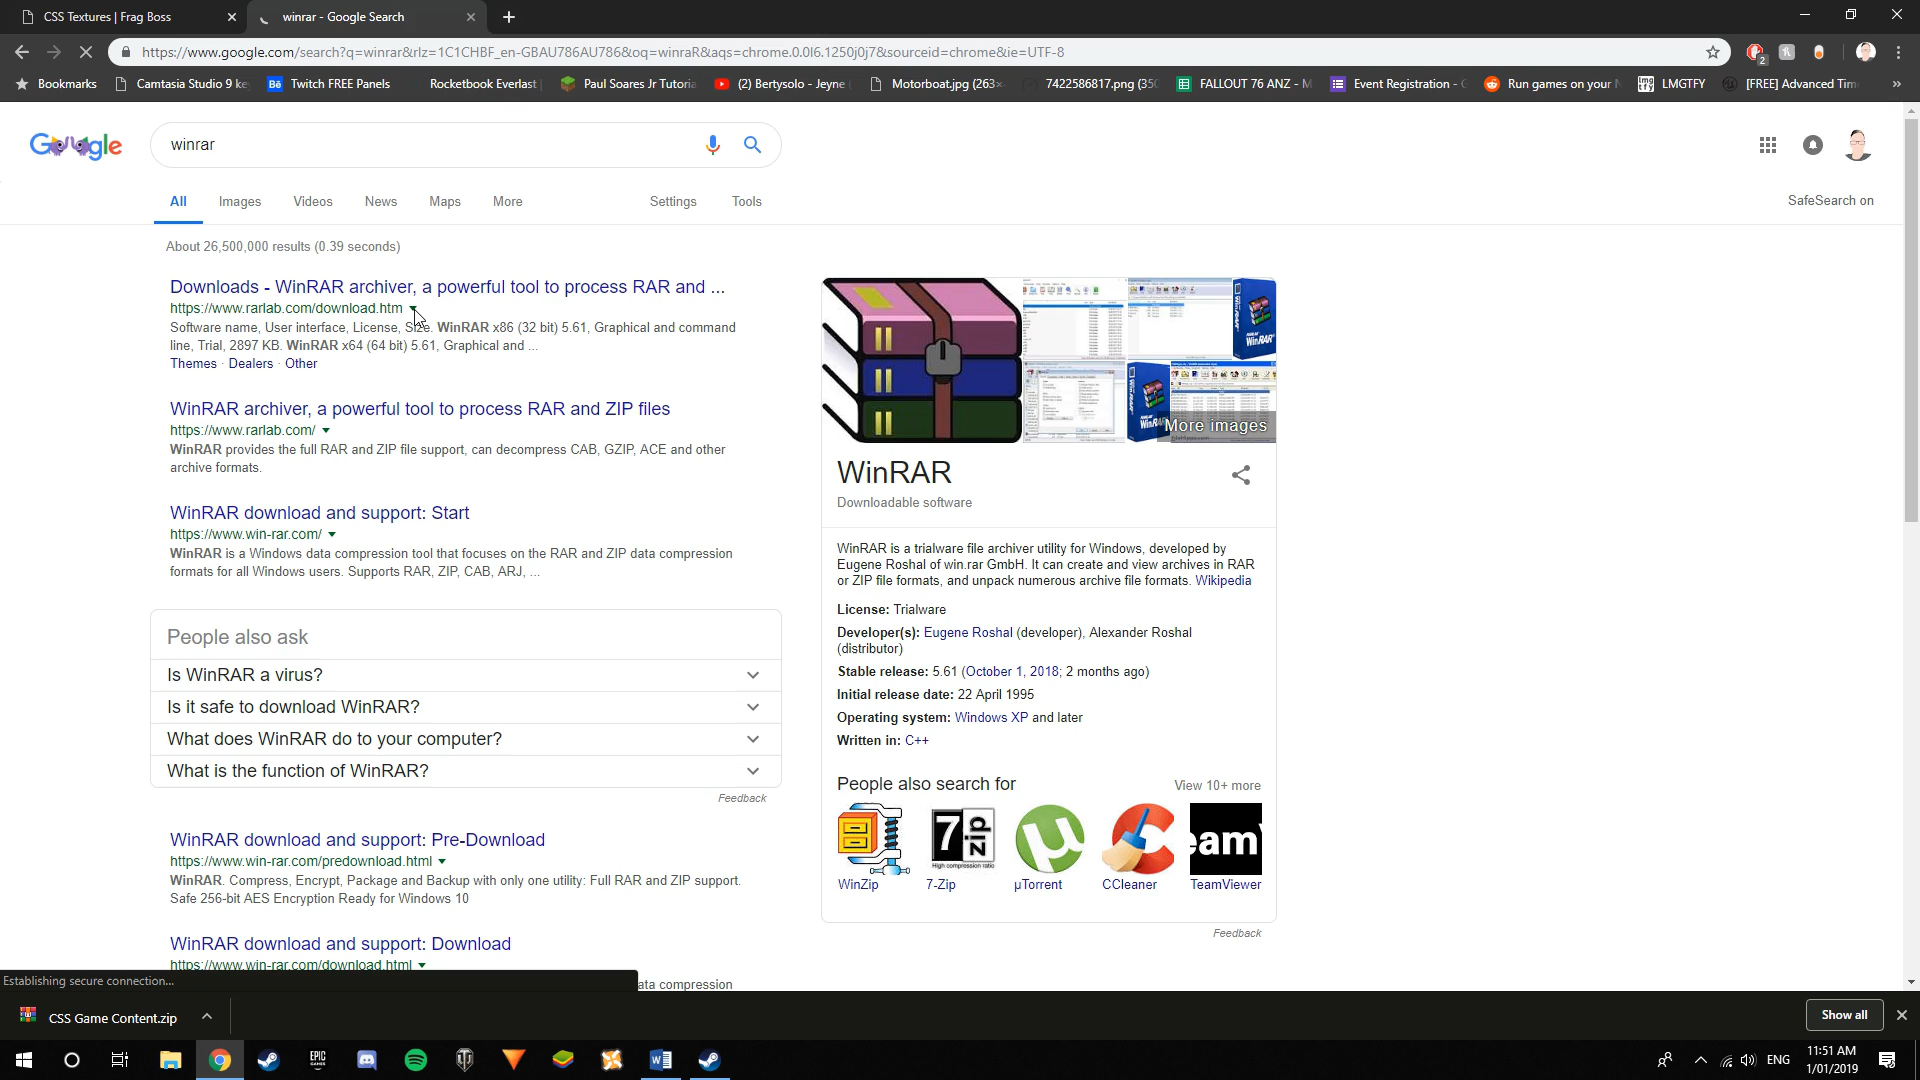 CSS Textures | Frag Boss
winrar - Google Search
https://www.google.com/search?q=winrar&rlz=1C1CHBF_en-GBAU786AU786&oq=winraR&aqs=chrome.0.0l6.1250j0j7&sourceid=chrome&ie=UTF-8
2
Bookmarks
Camtasia Studio 9 ke
Bē
Twitch FREE Panels
Rocketbook Everlast
Paul Soares Jr Tutoria
(2) Bertysolo - Jeyne
Motorboat.jpg (263×
7422586817.png (350
FALLOUT 76 ANZ - M
Event Registration - G
Run games on your N
LMGTFY
[FREE] Advanced Tim
»
Google
winrar
All
Images
Videos
News
Maps
More
Settings
Tools
SafeSearch on
About 26,500,000 results (0.39 seconds)
Downloads - WinRAR archiver, a powerful tool to process RAR and ...
https://www.rarlab.com/download.htm
Software name, User interface, License, Size. WinRAR x86 (32 bit) 5.61, Graphical and command
line, Trial, 2897 KB. WinRAR x64 (64 bit) 5.61, Graphical and ...
Themes · Dealers · Other
WinRAR archiver, a powerful tool to process RAR and ZIP files
https://www.rarlab.com/
WinRAR provides the full RAR and ZIP file support, can decompress CAB, GZIP, ACE and other
archive formats.
WinRAR download and support: Start
https://www.win-rar.com/
WinRAR is a Windows data compression tool that focuses on the RAR and ZIP data compression
formats for all Windows users. Supports RAR, ZIP, CAB, ARJ, ...
People also ask
Is WinRAR a virus?
Is it safe to download WinRAR?
What does WinRAR do to your computer?
What is the function of WinRAR?
Feedback
WinRAR download and support: Pre-Download
https://www.win-rar.com/predownload.html
WinRAR. Compress, Encrypt, Package and Backup with only one utility: Full RAR and ZIP support.
Safe 256-bit AES Encryption Ready for Windows 10
WinRAR download and support: Download
https://www.win-rar.com/download.html
ata compression
More images
WinRAR
Downloadable software
WinRAR is a trialware file archiver utility for Windows, developed by
Eugene Roshal of win.rar GmbH. It can create and view archives in RAR
or ZIP file formats, and unpack numerous archive file formats. Wikipedia
License: Trialware
Developer(s): Eugene Roshal (developer), Alexander Roshal
(distributor)
Stable release: 5.61 (October 1, 2018; 2 months ago)
Initial release date: 22 April 1995
Operating system: Windows XP and later
Written in: C++
People also search for
View 10+ more
7 zip
High compression ratio
eamV
WinZip
7-Zip
µTorrent
CCleaner
TeamViewer
Feedback
Establishing secure connection...
CSS Game Content.zip
Show all
EPIC
GAMES
ENG
11:51 AM
1/01/2019